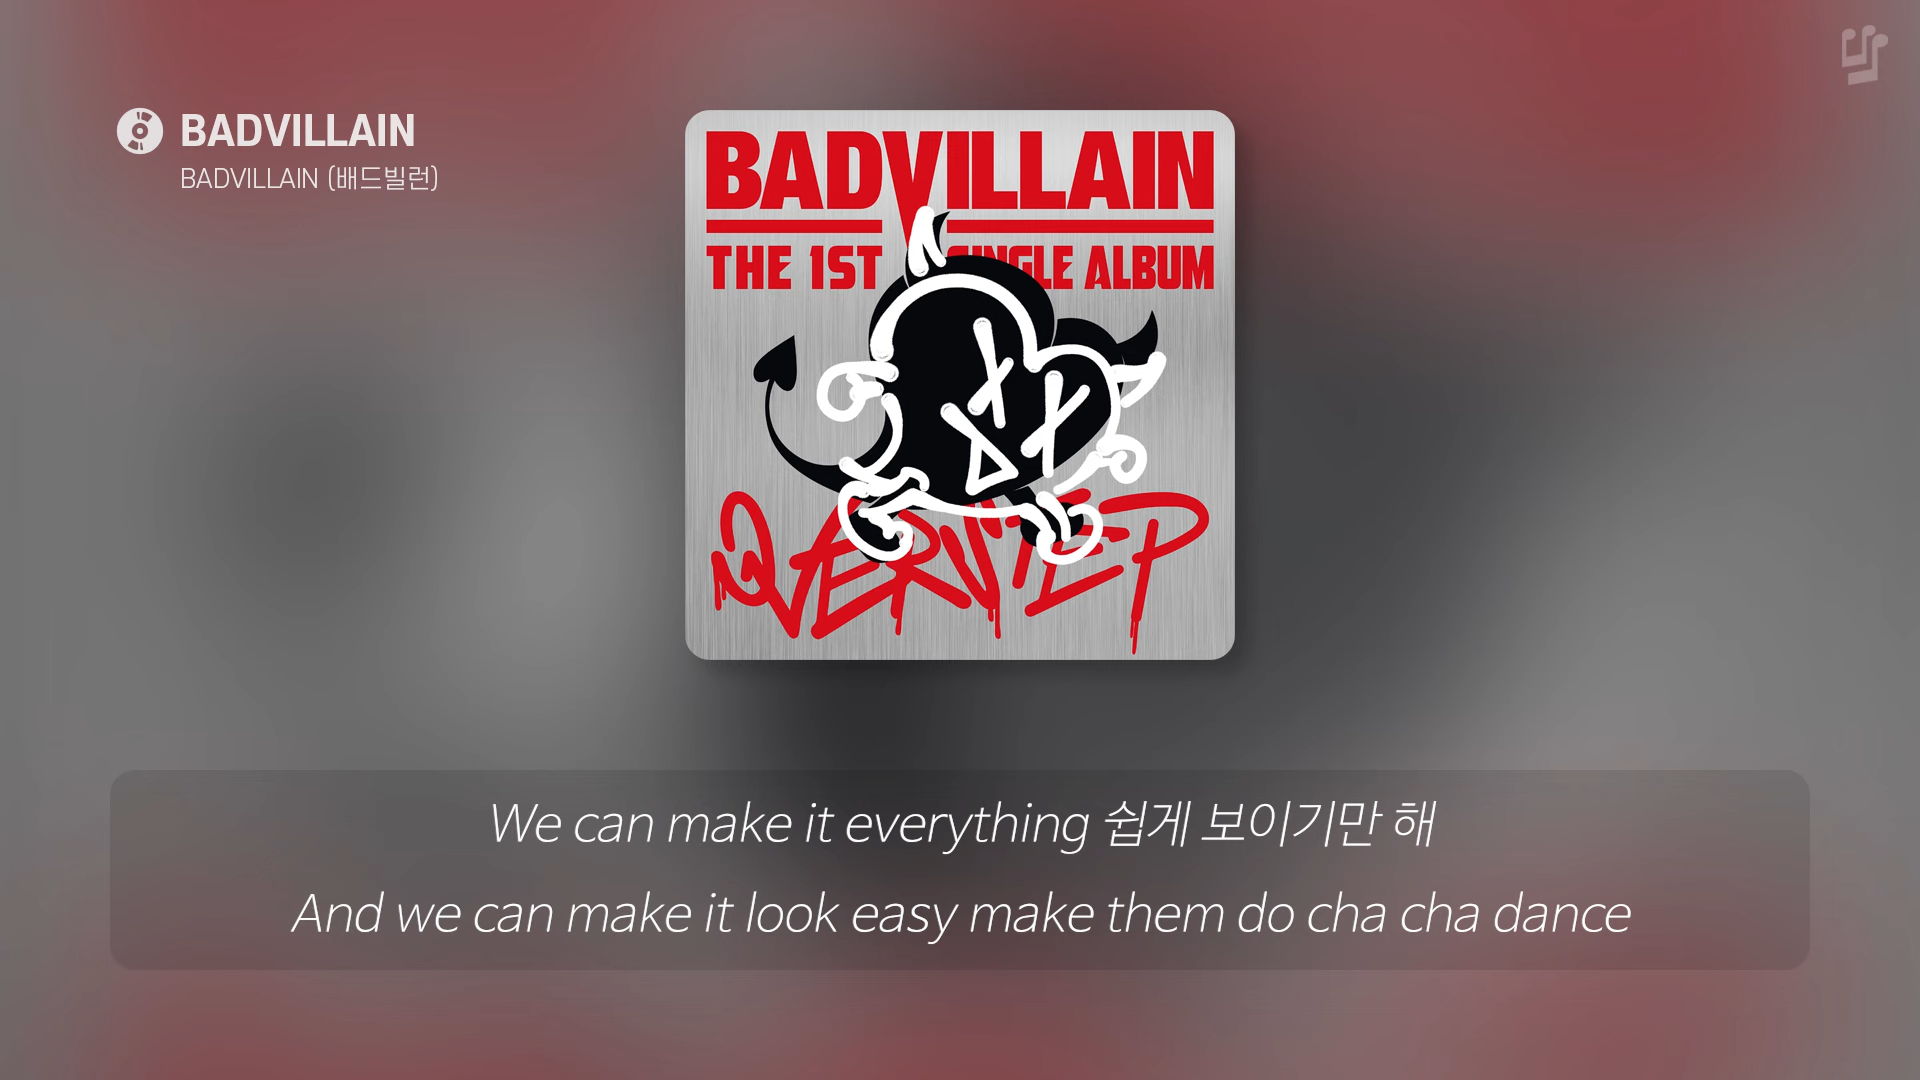 BADVILLAIN
BADVILLAIN (배드빌런)
BADVILLAIN
THE 1ST SINGLE ALBUM
OVERSTEP
We can make it everything 쉽게 보이기만 해
And we can make it look easy make them do cha cha dance